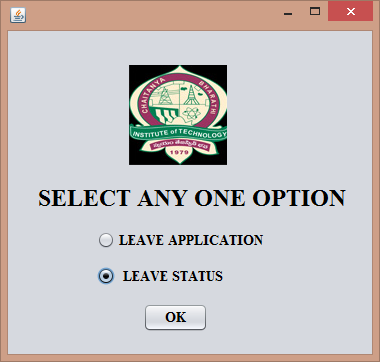 CHAITANYA BHARATHI
INSTITUTE of TECHNOLOGY
1979
SELECT ANY ONE OPTION
LEAVE APPLICATION
LEAVE STATUS
OK